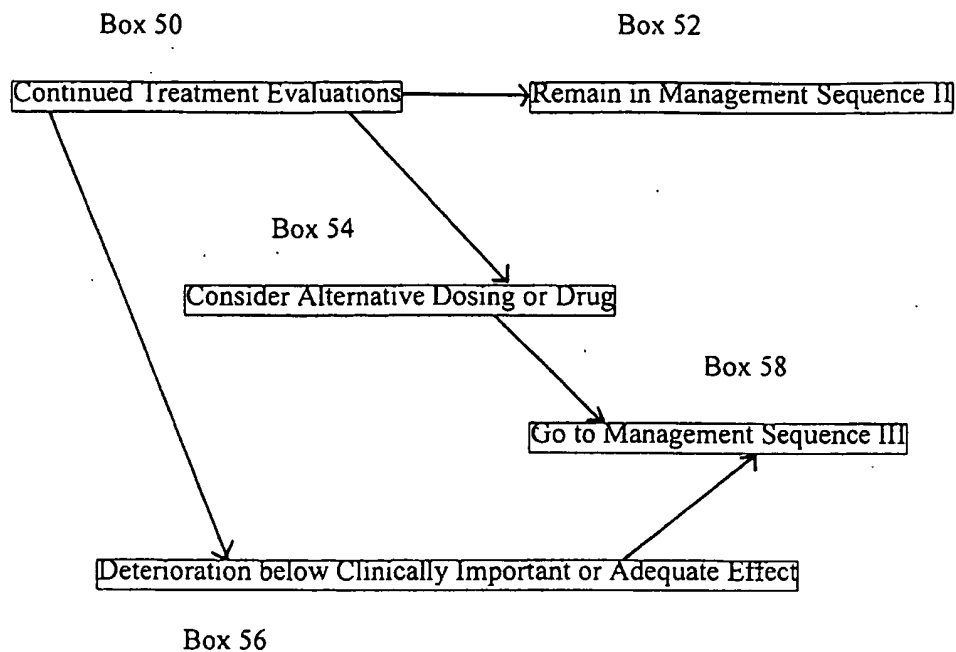 Box 50
Box 52
Continued Treatment Evaluations
Remain in Management Sequence II
Box 54
Consider Alternative Dosing or Drug
Box 58
Go to Management Sequence III
Deterioration below Clinically Important or Adequate Effect
Box 56